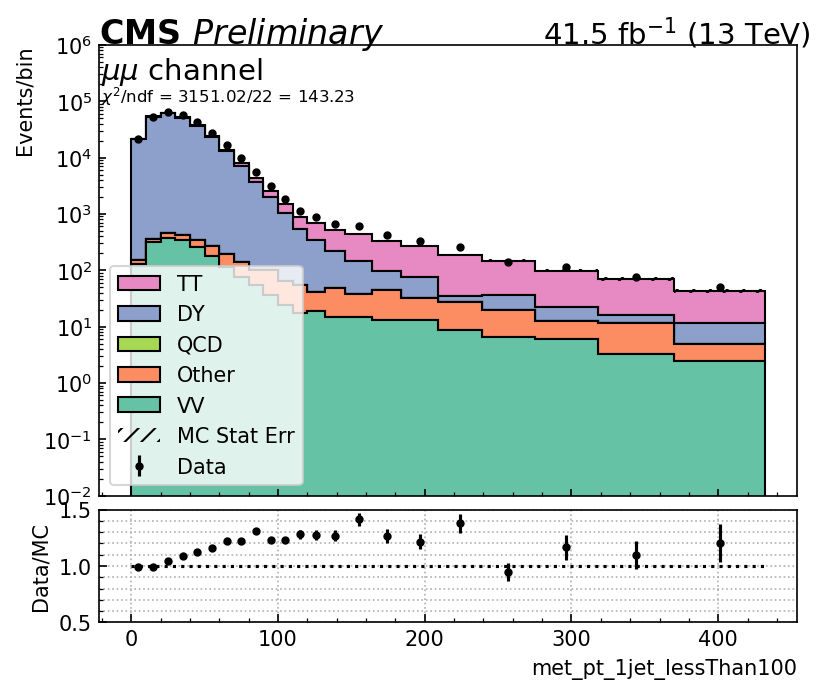 CMS Preliminary 41.5 fb⁻¹ (13 TeV)
μμ channel
χ²/ndf = 3151.02/22 = 143.23
Events/bin
10⁶
10⁵
10⁴
10³
10²
10¹
10⁰
10⁻¹
10⁻²
TT
DY
QCD
Other
VV
MC Stat Err
Data
Data/MC
1.5
1.0
0.5
0 100 200 300 400
met_pt_1jet_lessThan100